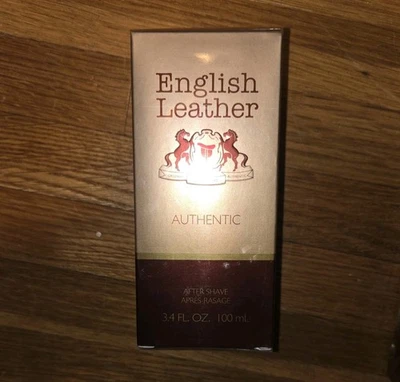 English
Leather
AUTHENTIC
AFTER SHAVE
APRÈS RASAGE
3.4 FL. OZ. 100 mL